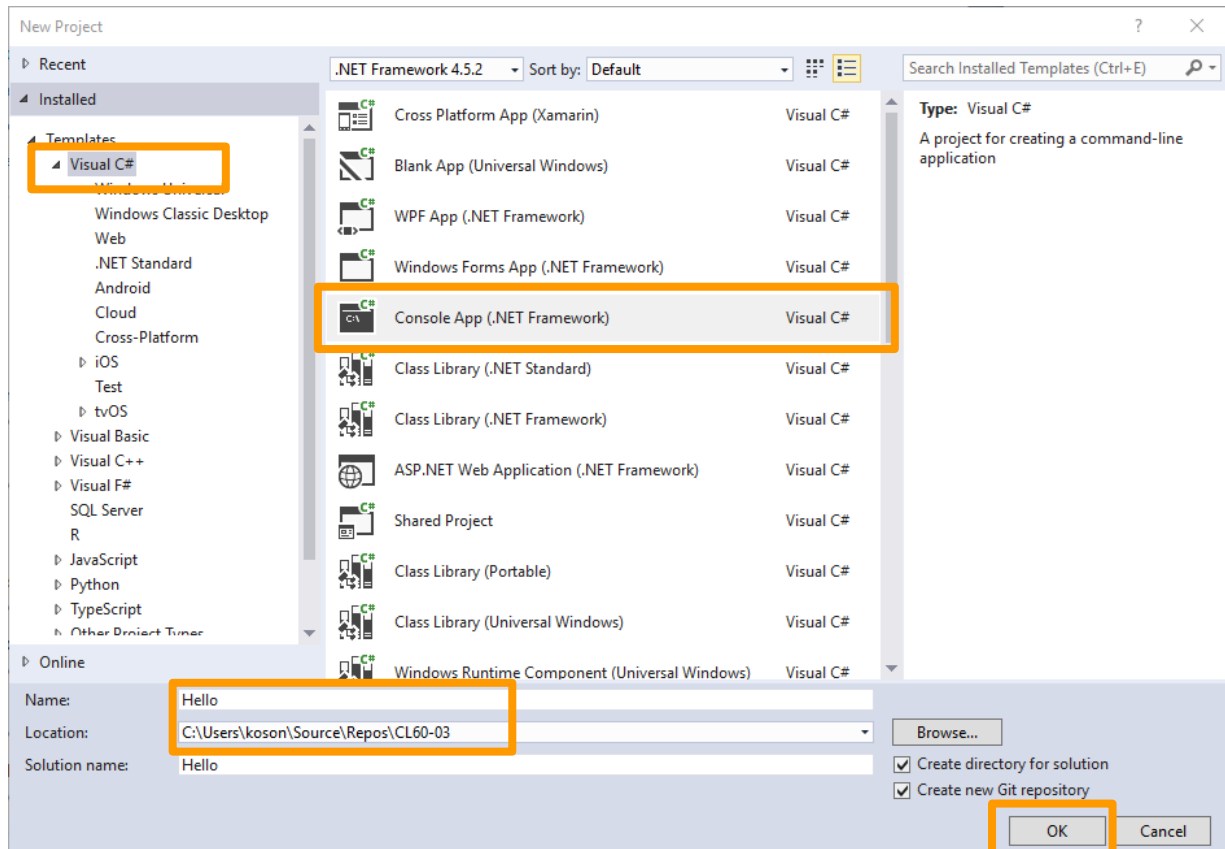 New Project
?
Recent
.NET Framework 4.5.2 Sort by: Default
Search Installed Templates (Ctrl+E)
Installed
Templates
Visual C#
Windows Universal
Windows Classic Desktop
Web
.NET Standard
Android
Cloud
Cross-Platform
iOS
Test
tvOS
Visual Basic
Visual C++
Visual F#
SQL Server
R
JavaScript
Python
TypeScript
Other Project Types
Online
Cross Platform App (Xamarin) Visual C#
Blank App (Universal Windows) Visual C#
WPF App (.NET Framework) Visual C#
Windows Forms App (.NET Framework) Visual C#
Console App (.NET Framework) Visual C#
Class Library (.NET Standard) Visual C#
Class Library (.NET Framework) Visual C#
ASP.NET Web Application (.NET Framework) Visual C#
Shared Project Visual C#
Class Library (Portable) Visual C#
Class Library (Universal Windows) Visual C#
Windows Runtime Component (Universal Windows) Visual C#
Type: Visual C#
A project for creating a command-line
application
Name: Hello
Location: C:\Users\koson\Source\Repos\CL60-03
Browse...
Solution name: Hello
Create directory for solution
Create new Git repository
OK Cancel